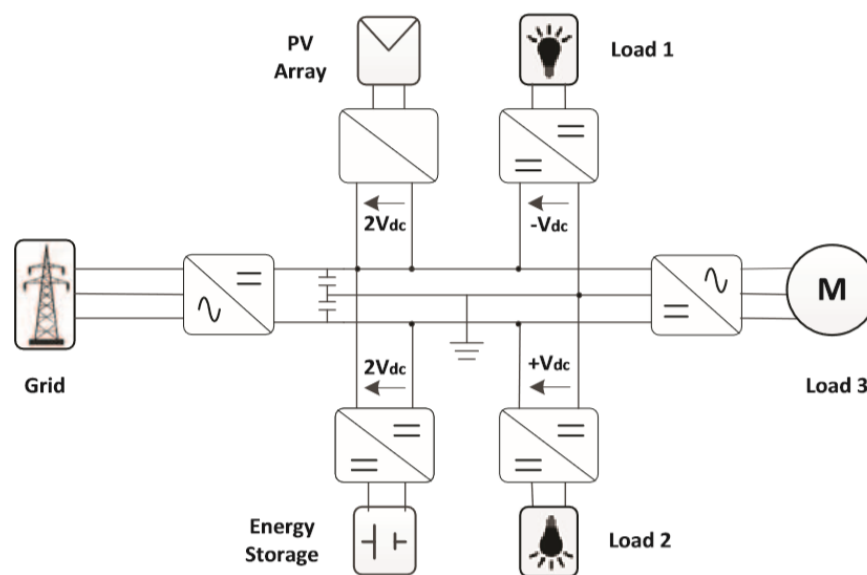 PV
Array
Load 1
2Vdc
-Vdc
M
Grid
Load 3
2Vdc
+Vdc
Energy
Storage
Load 2